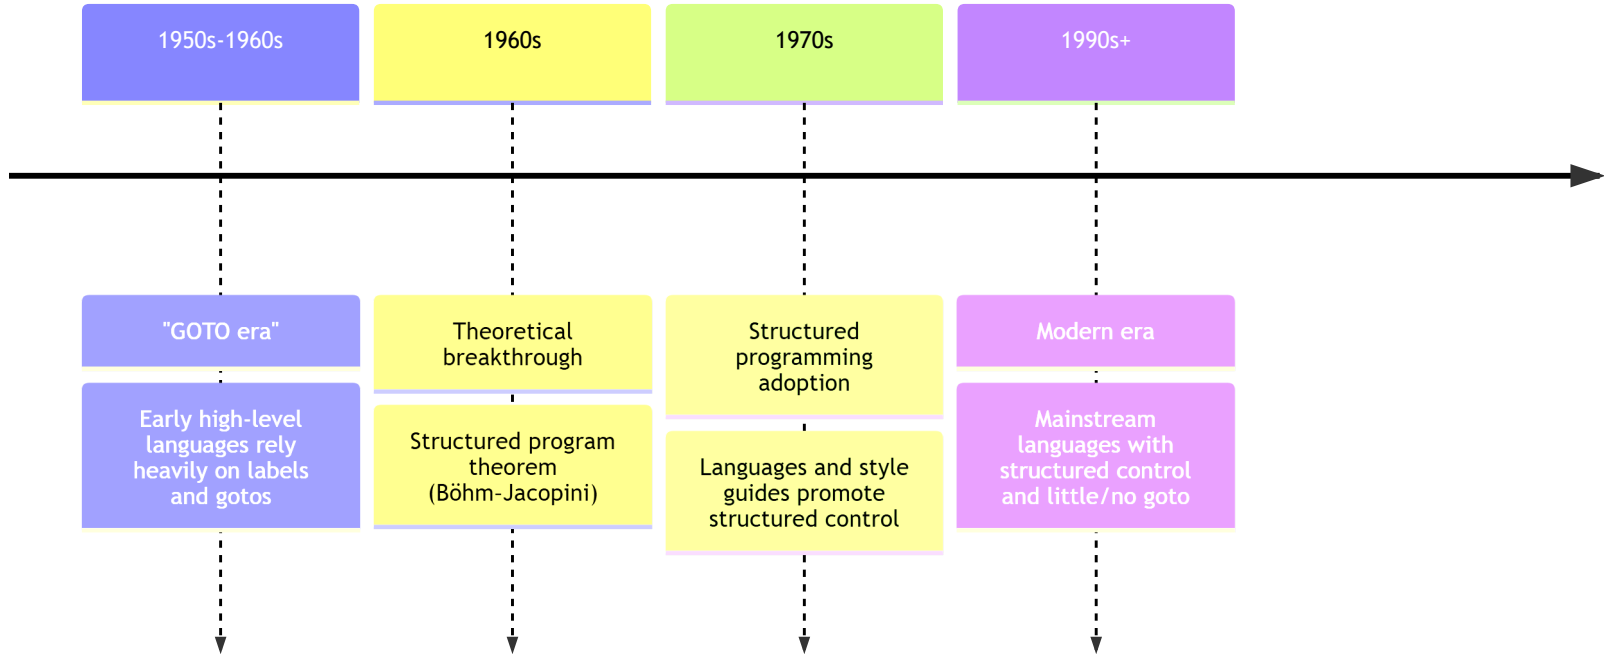 1950s-1960s
1960s
1970s
1990s+
"GOTO era"
Early high-level
languages rely
heavily on labels
and gotos
Theoretical
breakthrough
Structured program
theorem
(Böhm-Jacopini)
Structured
programming
adoption
Languages and style
guides promote
structured control
Modern era
Mainstream
languages with
structured control
and little/no goto